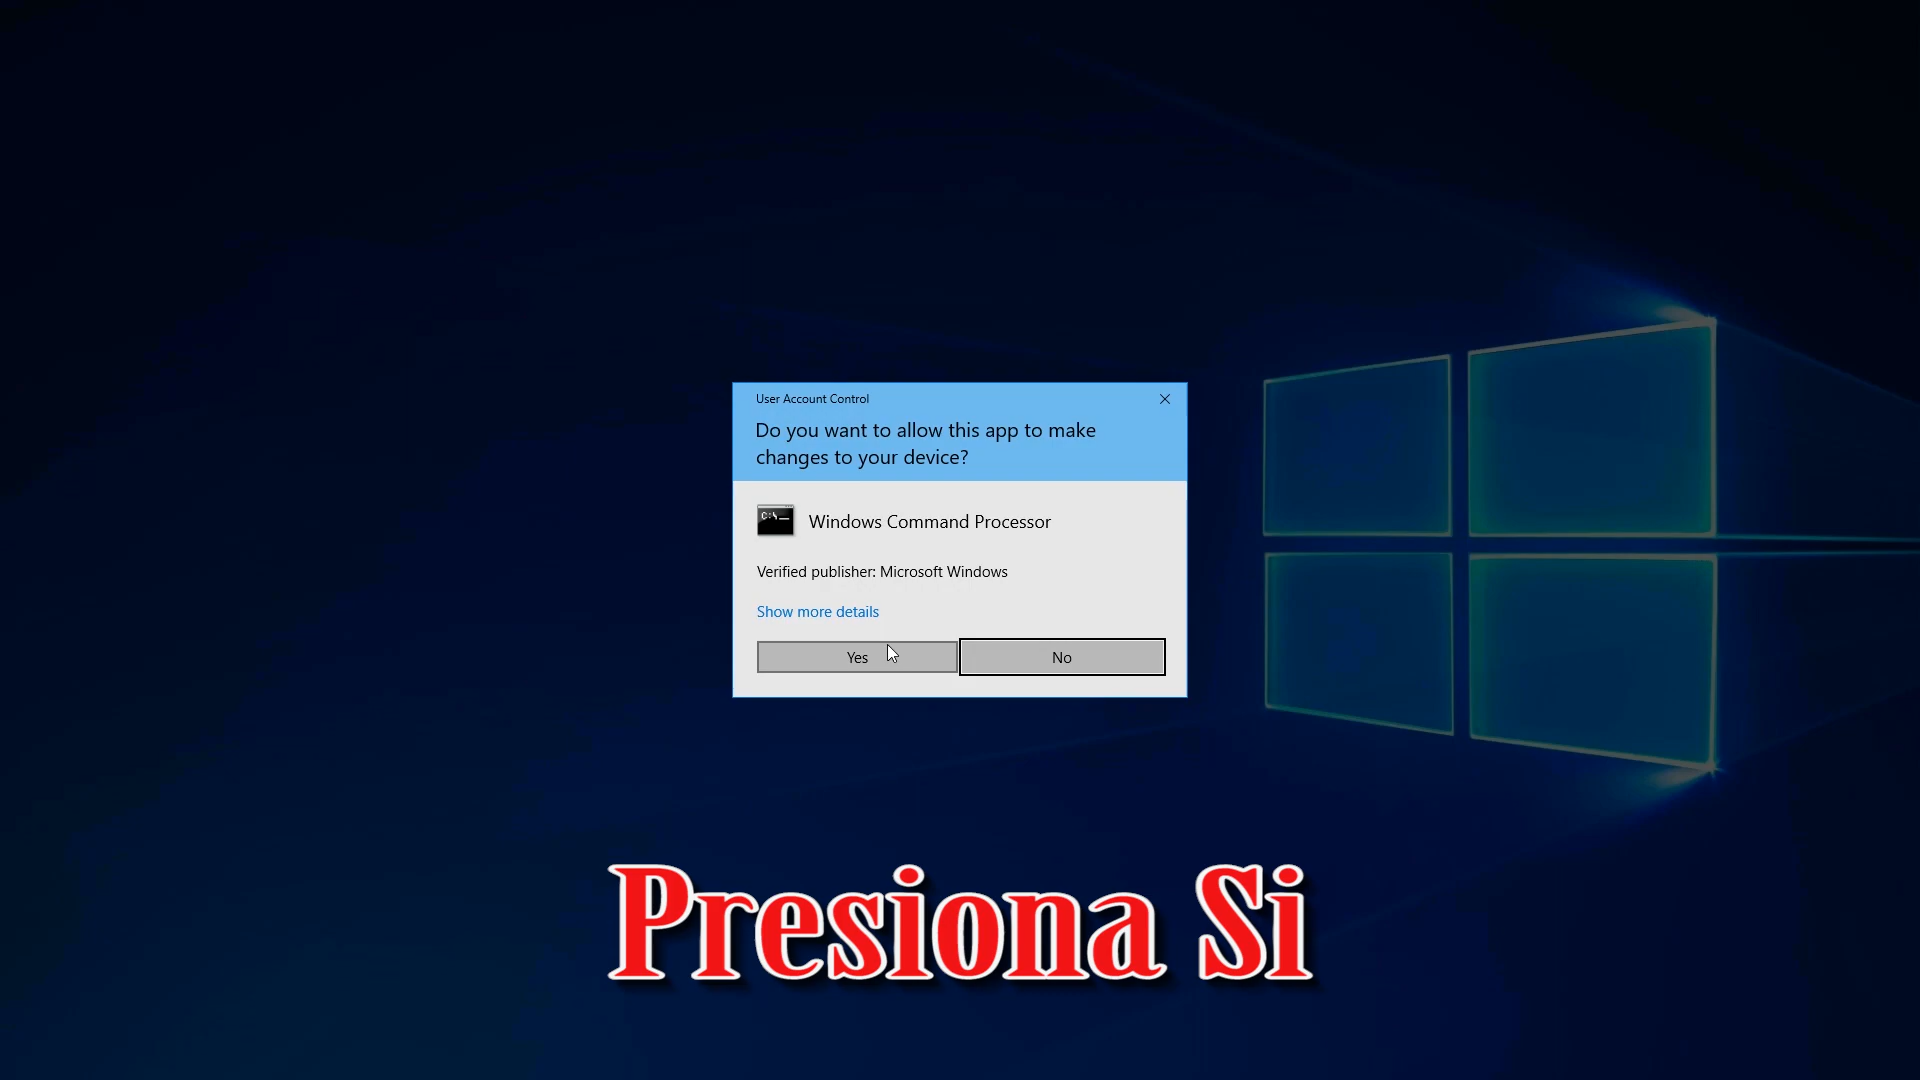 User Account Control
Do you want to allow this app to make
changes to your device?
C:\_
Windows Command Processor
Verified publisher: Microsoft Windows
Show more details
Yes
No
Presiona Si